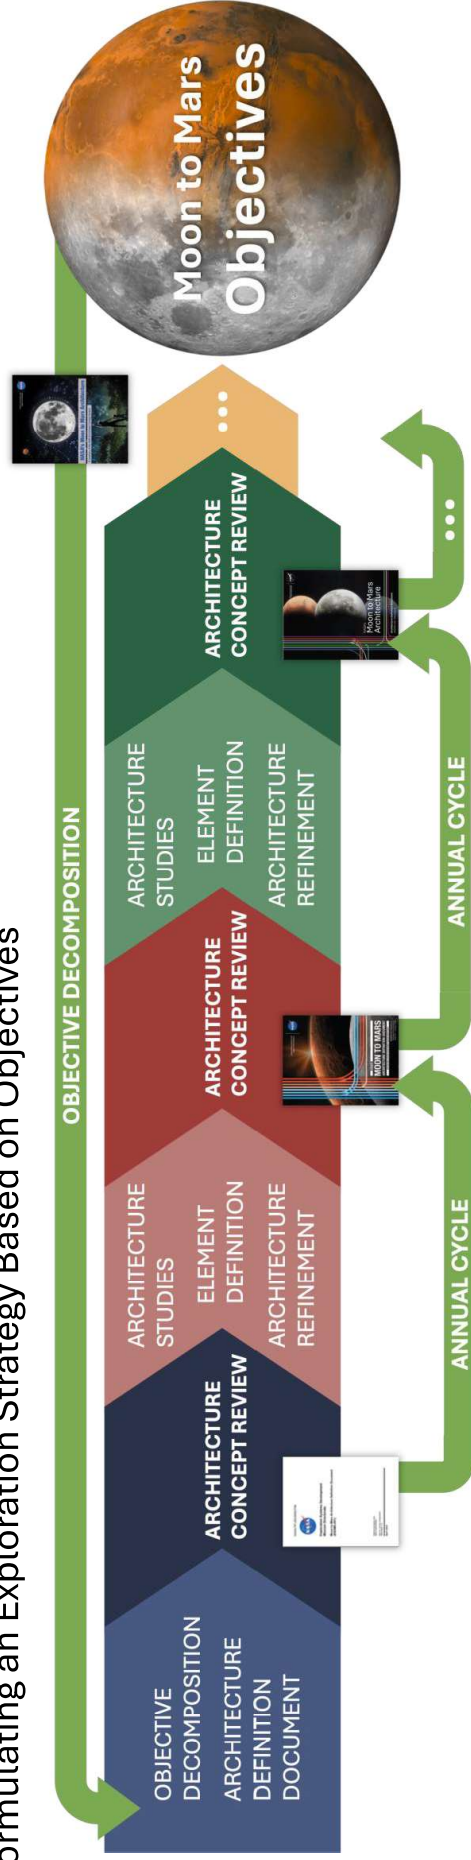 ormulating an Exploration Strategy Based on Objectives
OBJECTIVE DECOMPOSITION
OBJECTIVE
DECOMPOSITION
ARCHITECTURE
DEFINITION
DOCUMENT
ARCHITECTURE
CONCEPT REVIEW
ARCHITECTURE
STUDIES
ELEMENT
DEFINITION
ARCHITECTURE
REFINEMENT
ARCHITECTURE
CONCEPT REVIEW
ARCHITECTURE
STUDIES
ELEMENT
DEFINITION
ARCHITECTURE
REFINEMENT
ARCHITECTURE
CONCEPT REVIEW
...
Moon to Mars
Objectives
MOON TO MARS
Moon to Mars
Architecture
ANNUAL CYCLE
ANNUAL CYCLE
...